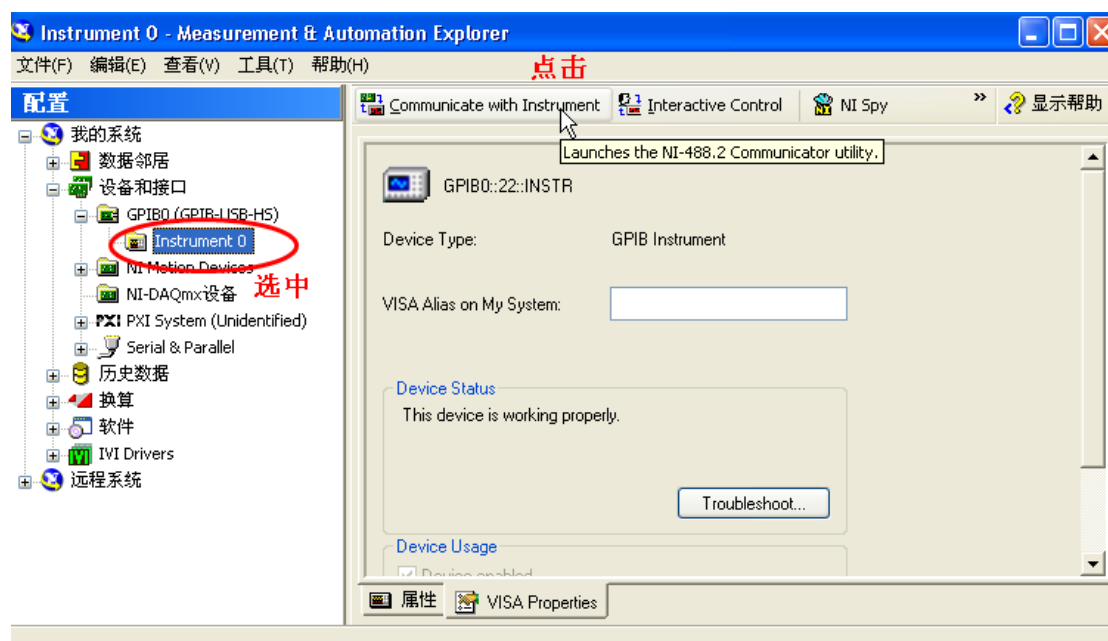 Instrument 0 - Measurement & Automation Explorer
文件(F) 编辑(E) 查看(V) 工具(T) 帮助(H)
点击
配置
Communicate with Instrument Interactive Control NI Spy » 显示帮助
Launches the NI-488.2 Communicator utility.
我的系统
数据邻居
设备和接口
GPIB0 (GPIB-USB-HS)
Instrument 0
NI Motion Devices
选中
NI-DAQmx设备
PXI PXI System (Unidentified)
Serial & Parallel
历史数据
换算
软件
IVI IVI Drivers
远程系统
GPIB0::22::INSTR
Device Type: GPIB Instrument
VISA Alias on My System:
Device Status
This device is working properly.
Troubleshoot...
Device Usage
Device enabled
属性 VISA Properties